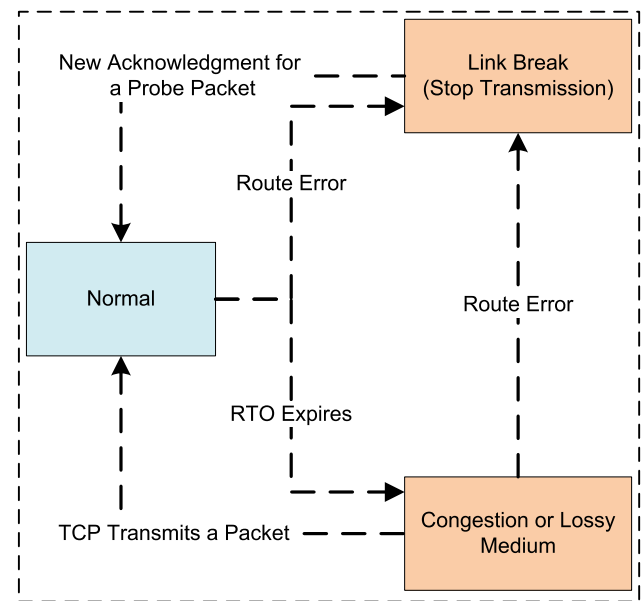 New Acknowledgment for
a Probe Packet
Link Break
(Stop Transmission)
Route Error
Normal
Route Error
RTO Expires
TCP Transmits a Packet
Congestion or Lossy
Medium